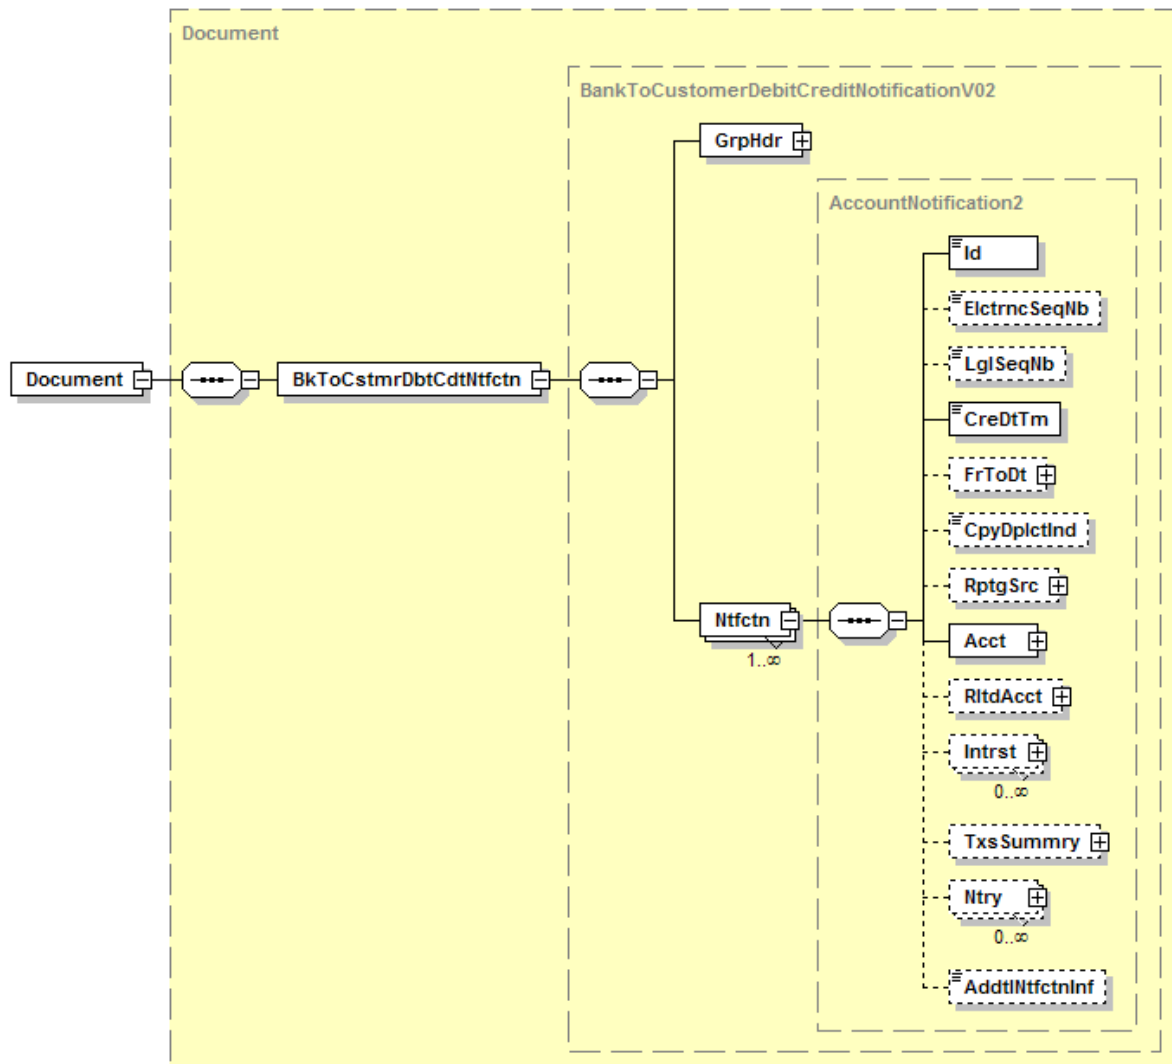 Document
BankToCustomerDebitCreditNotificationV02
GrpHdr
AccountNotification2
Id
ElctrncSeqNb
LglSeqNb
Document
BkToCstmrDbtCdtNtfctn
CreDtTm
FrToDt
CpyDplctInd
RptgSrc
Ntfctn
1..∞
Acct
RltdAcct
Intrst
0..∞
TxsSummry
Ntry
0..∞
AddtlNtfctnInf